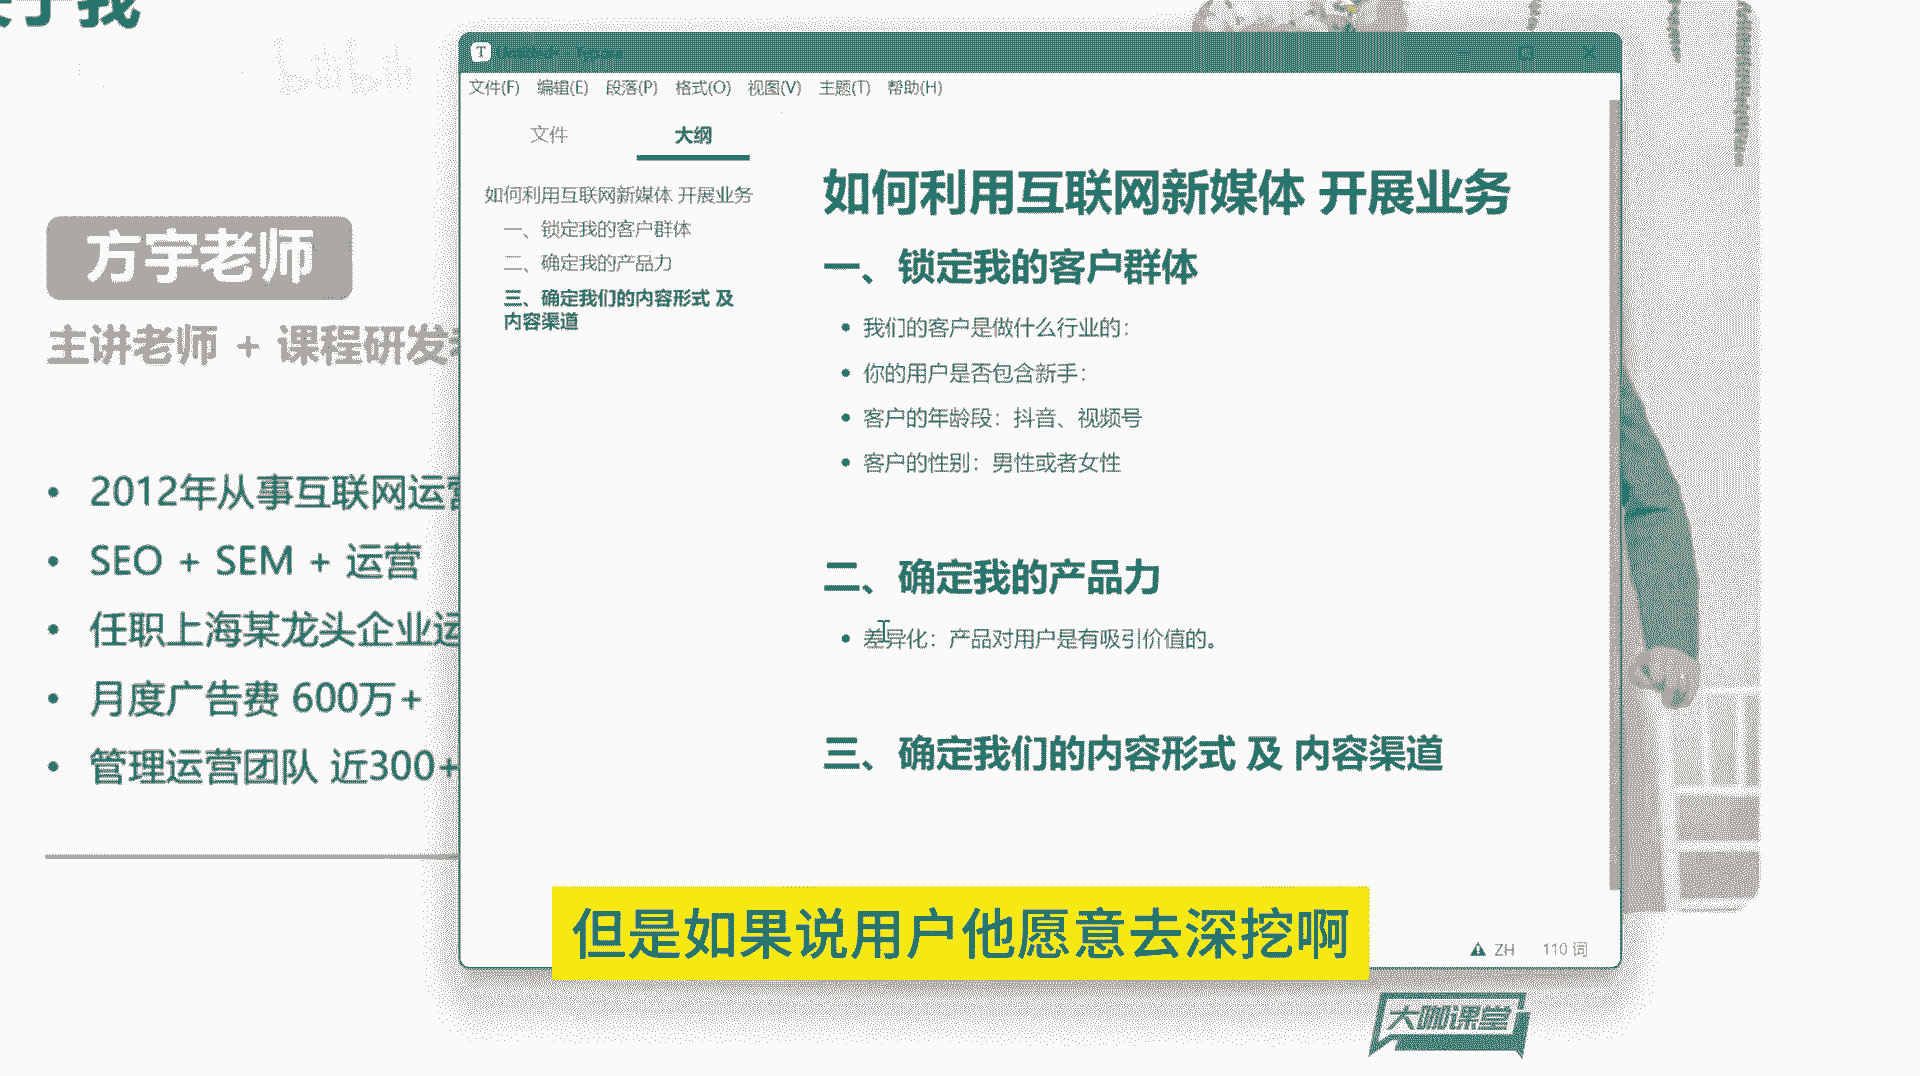 方宇老师
主讲老师 + 课程研发
2012年从事互联网运营
SEO + SEM + 运营
任职上海某龙头企业运
月度广告费 600万+
管理运营团队 近300+
文件(F) 编辑(E) 段落(P) 格式(O) 视图(V) 主题(T) 帮助(H)
文件 大纲
如何利用互联网新媒体 开展业务
一、锁定我的客户群体
二、确定我的产品力
三、确定我们的内容形式 及
内容渠道
如何利用互联网新媒体 开展业务
一、锁定我的客户群体
我们的客户是做什么行业的：
你的用户是否包含新手：
客户的年龄段：抖音、视频号
客户的性别：男性或者女性
二、确定我的产品力
差异化：产品对用户是有吸引价值的。
三、确定我们的内容形式 及 内容渠道
ZH 110 词
但是如果说用户他愿意去深挖啊
大咖课堂
bilibili